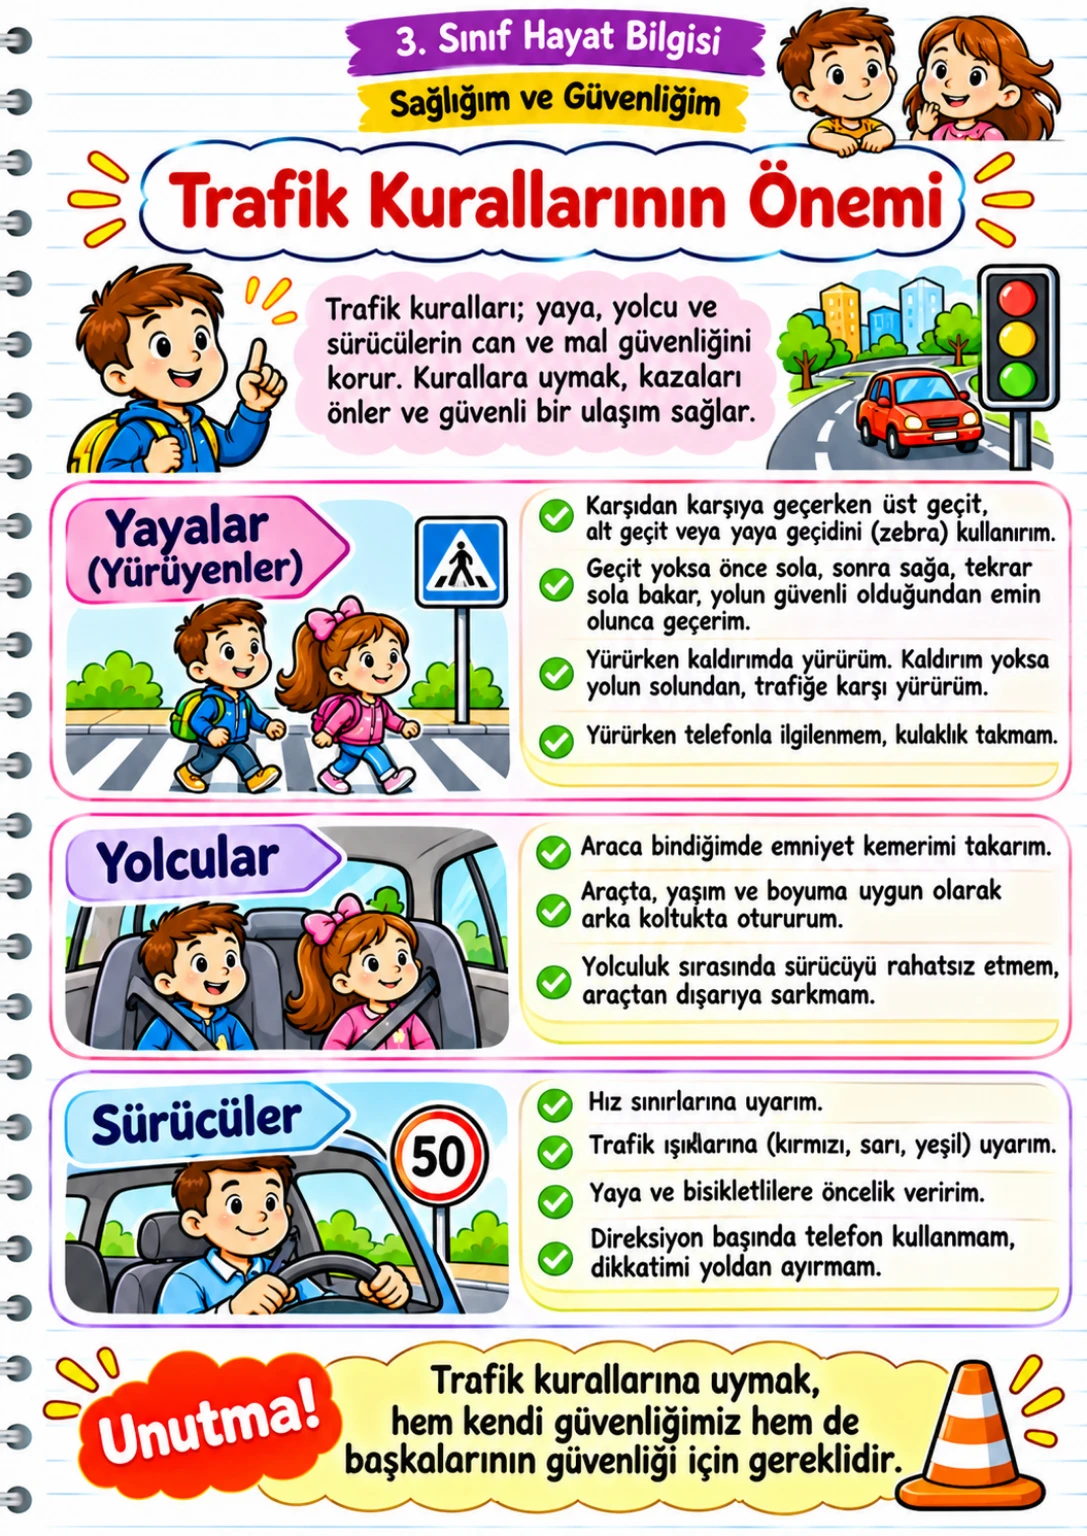 3. Sınıf Hayat Bilgisi
Sağlığım ve Güvenliğim
Trafik Kurallarının Önemi
Trafik kuralları; yaya, yolcu ve
sürücülerin can ve mal güvenliğini
korur. Kurallara uymak, kazaları
önler ve güvenli bir ulaşım sağlar.
Yayalar
(Yürüyenler)
Karşıdan karşıya geçerken üst geçit,
alt geçit veya yaya geçidini (zebra) kullanırım.
Geçit yoksa önce sola, sonra sağa, tekrar
sola bakar, yolun güvenli olduğundan emin
olunca geçerim.
Yürürken kaldırımda yürürüm. Kaldırım yoksa
yolun solundan, trafiğe karşı yürürüm.
Yürürken telefonla ilgilenmem, kulaklık takmam.
Yolcular
Araca bindiğimde emniyet kemerimi takarım.
Araçta, yaşım ve boyuma uygun olarak
arka koltukta otururum.
Yolculuk sırasında sürücüyü rahatsız etmem,
araçtan dışarıya sarkmam.
Sürücüler
50
Hız sınırlarına uyarım.
Trafik ışıklarına (kırmızı, sarı, yeşil) uyarım.
Yaya ve bisikletlilere öncelik veririm.
Direksiyon başında telefon kullanmam,
dikkatimi yoldan ayırmam.
Unutma!
Trafik kurallarına uymak,
hem kendi güvenliğimiz hem de
başkalarının güvenliği için gereklidir.